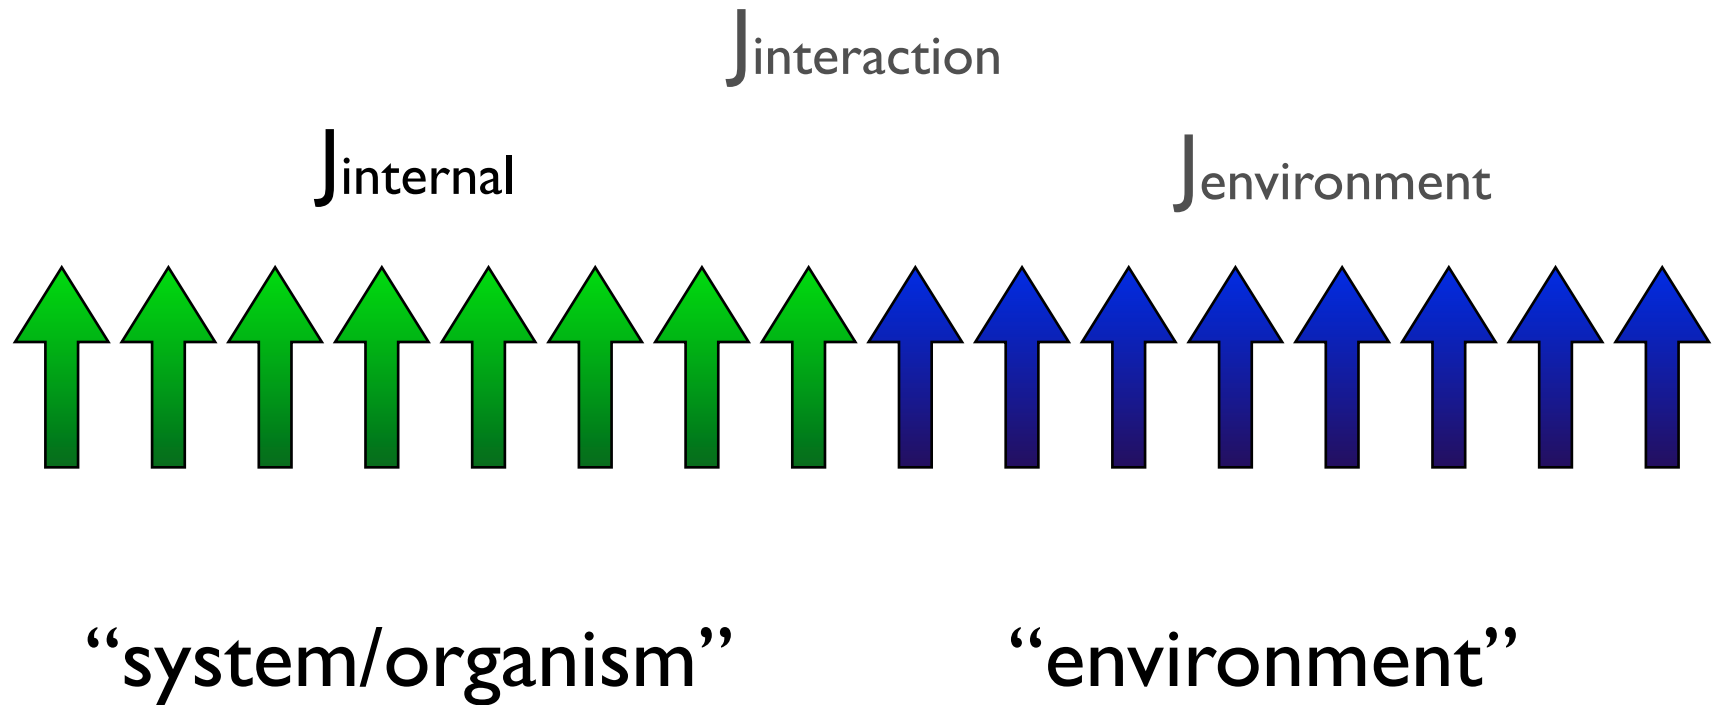 Jinteraction
Jinternal
Jenvironment
“system/organism”
“environment”